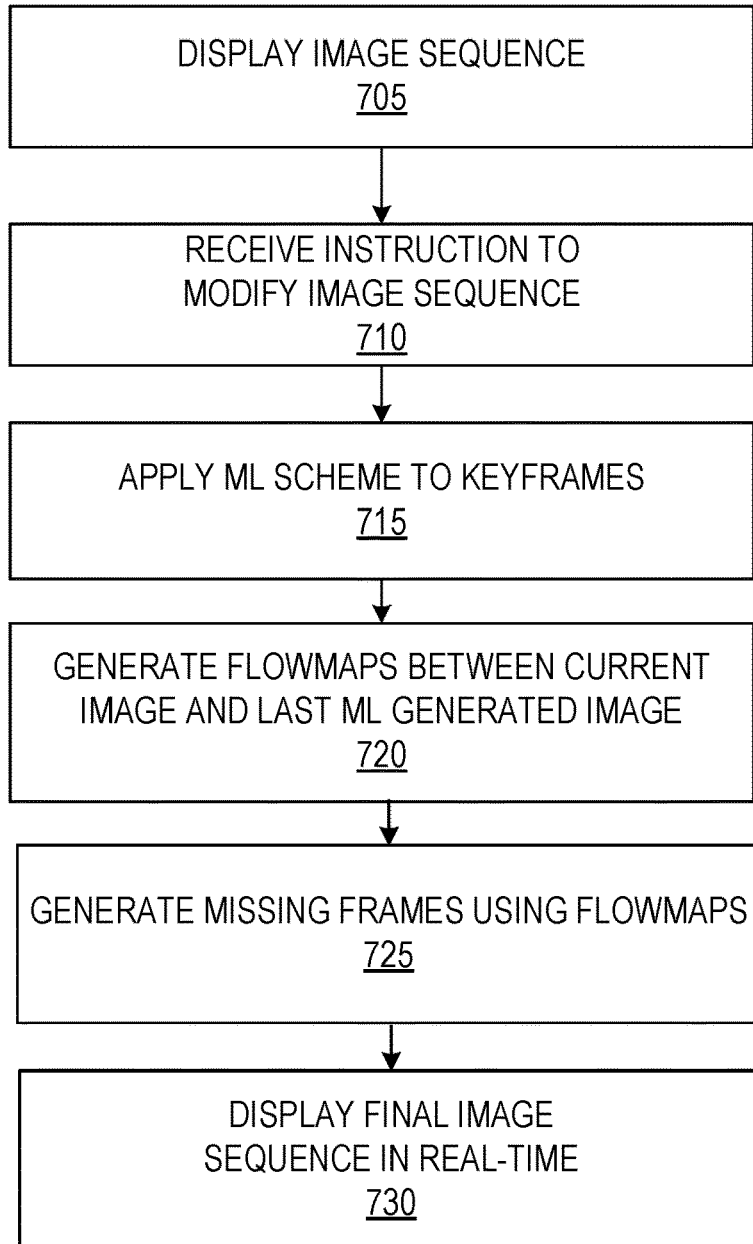 DISPLAY IMAGE SEQUENCE
705
RECEIVE INSTRUCTION TO
MODIFY IMAGE SEQUENCE
710
APPLY ML SCHEME TO KEYFRAMES
715
GENERATE FLOWMAPS BETWEEN CURRENT
IMAGE AND LAST ML GENERATED IMAGE
720
GENERATE MISSING FRAMES USING FLOWMAPS
725
DISPLAY FINAL IMAGE
SEQUENCE IN REAL-TIME
730